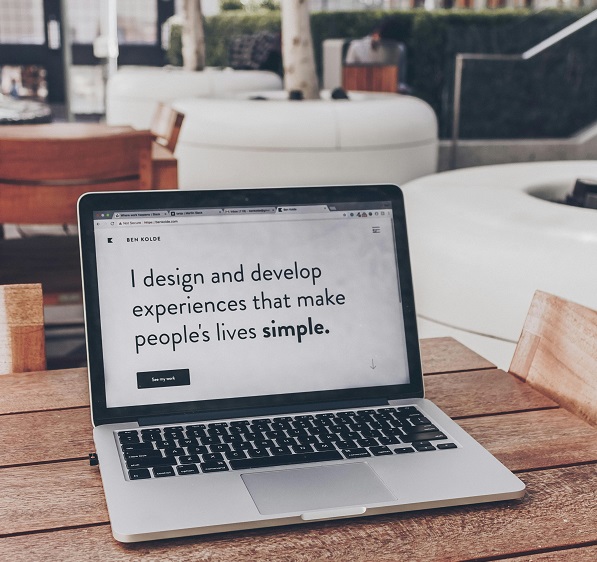 BEN KOLDE
I design and develop
experiences that make
people's lives simple.
See my work